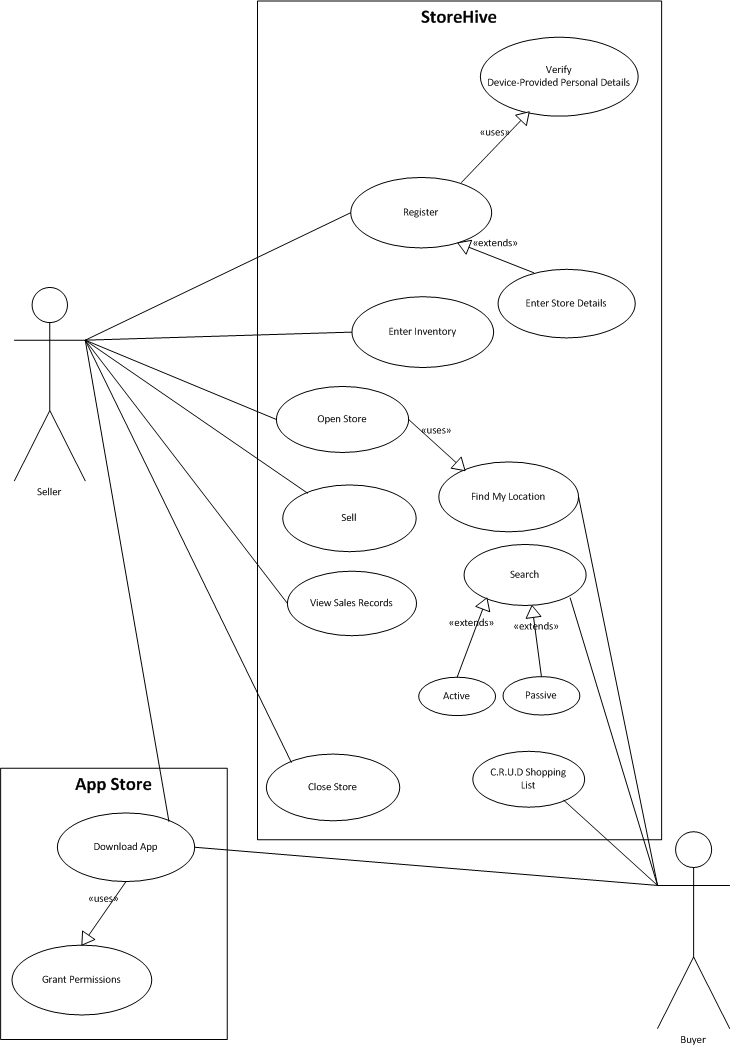 StoreHive
Verify
Device-Provided Personal Details
«uses»
Register
«extends»
Enter Store Details
Enter Inventory
Open Store
«uses»
Find My Location
Seller
Sell
Search
View Sales Records
«extends»
«extends»
Active
Passive
C.R.U.D Shopping
List
Close Store
App Store
Download App
«uses»
Grant Permissions
Buyer